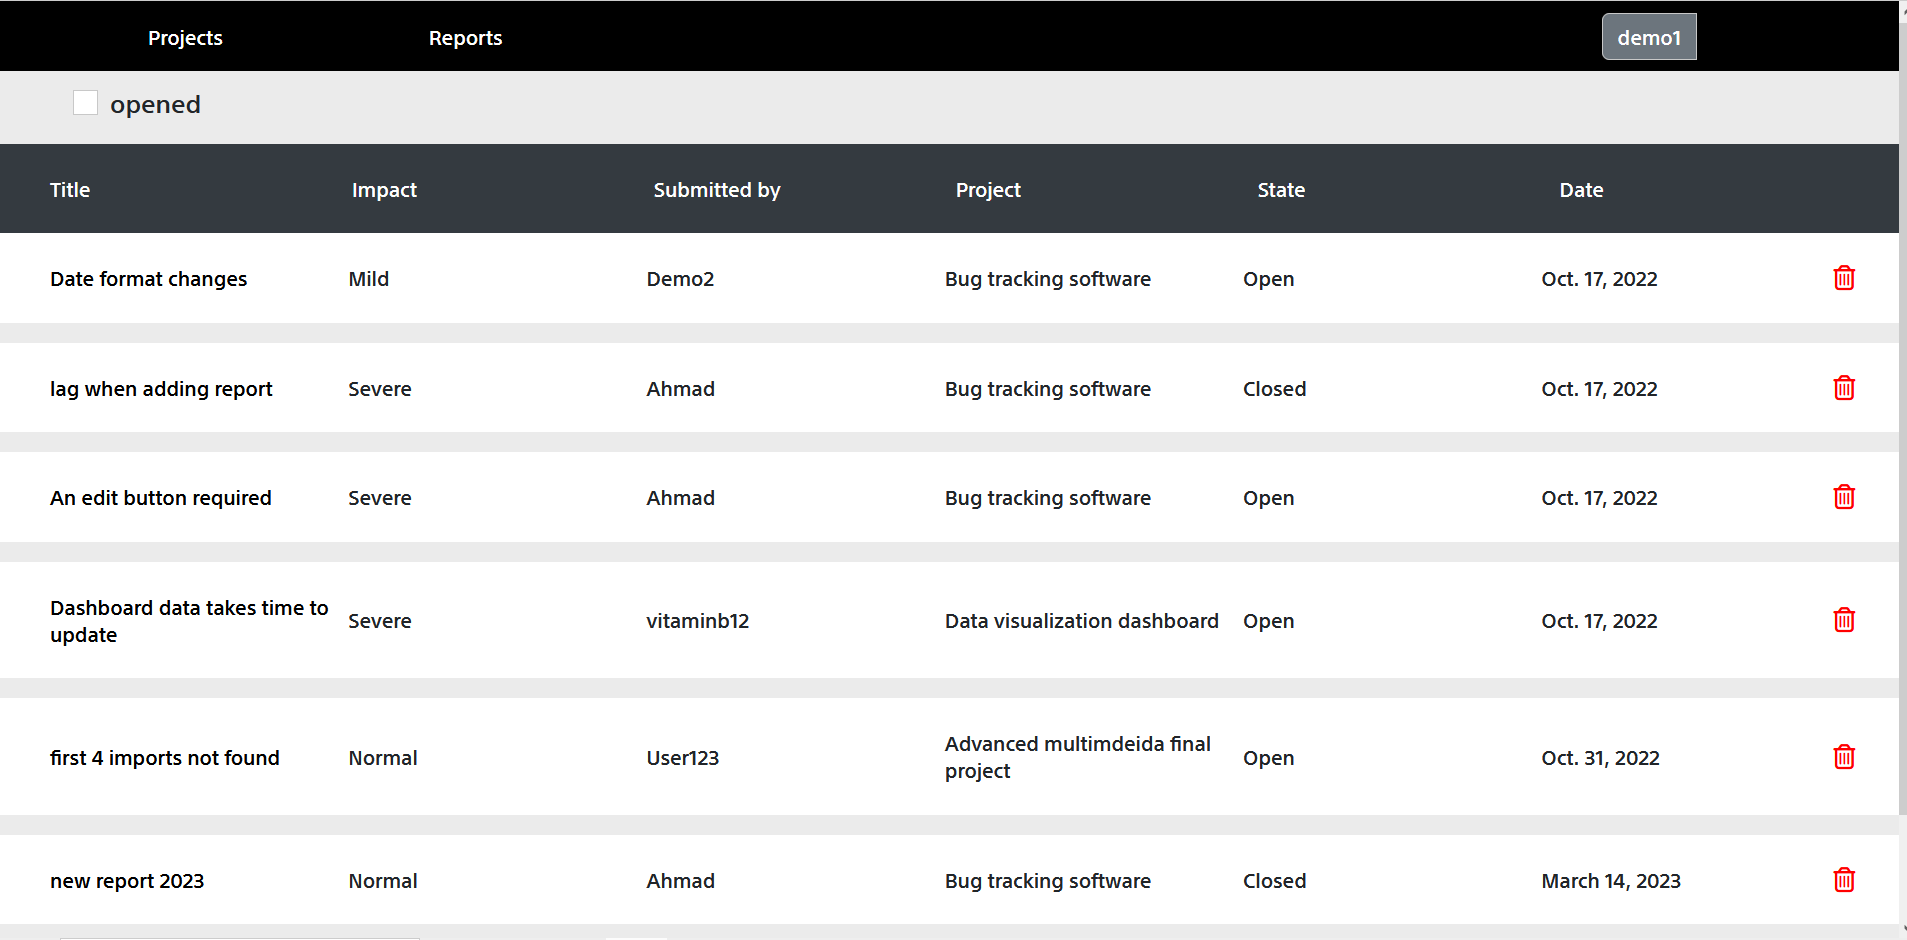 Projects Reports demo1
opened
Title Impact Submitted by Project State Date
Date format changes Mild Demo2 Bug tracking software Open Oct. 17, 2022
lag when adding report Severe Ahmad Bug tracking software Closed Oct. 17, 2022
An edit button required Severe Ahmad Bug tracking software Open Oct. 17, 2022
Dashboard data takes time to
update
Severe vitaminb12 Data visualization dashboard Open Oct. 17, 2022
first 4 imports not found Normal User123
Advanced multimdeida final
project
Open Oct. 31, 2022
new report 2023 Normal Ahmad Bug tracking software Closed March 14, 2023